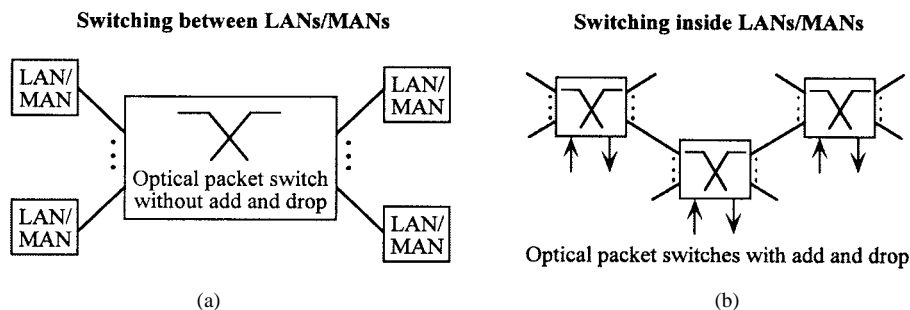 Switching between LANs/MANs
LAN/
MAN
LAN/
MAN
Optical packet switch
without add and drop
LAN/
MAN
LAN/
MAN
(a)
Switching inside LANs/MANs
Optical packet switches with add and drop
(b)